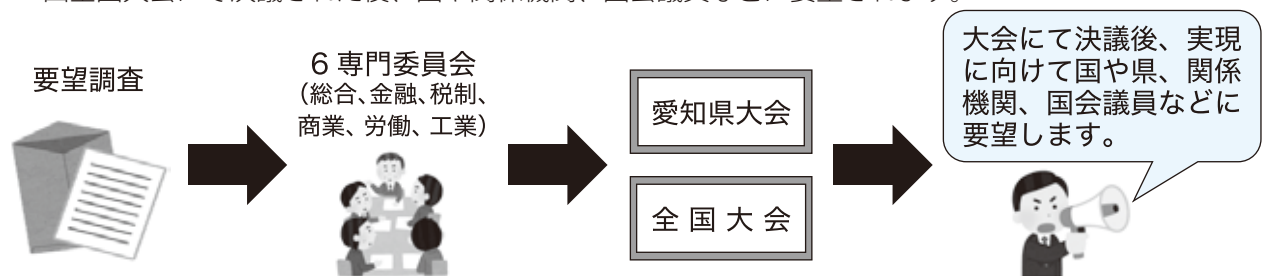 要望調査
6 専門委員会
（総合、金融、税制、
商業、労働、工業）
愛知県大会
全 国 大 会
大会にて決議後、実現
に向けて国や県、関係
機関、国会議員などに
要望します。